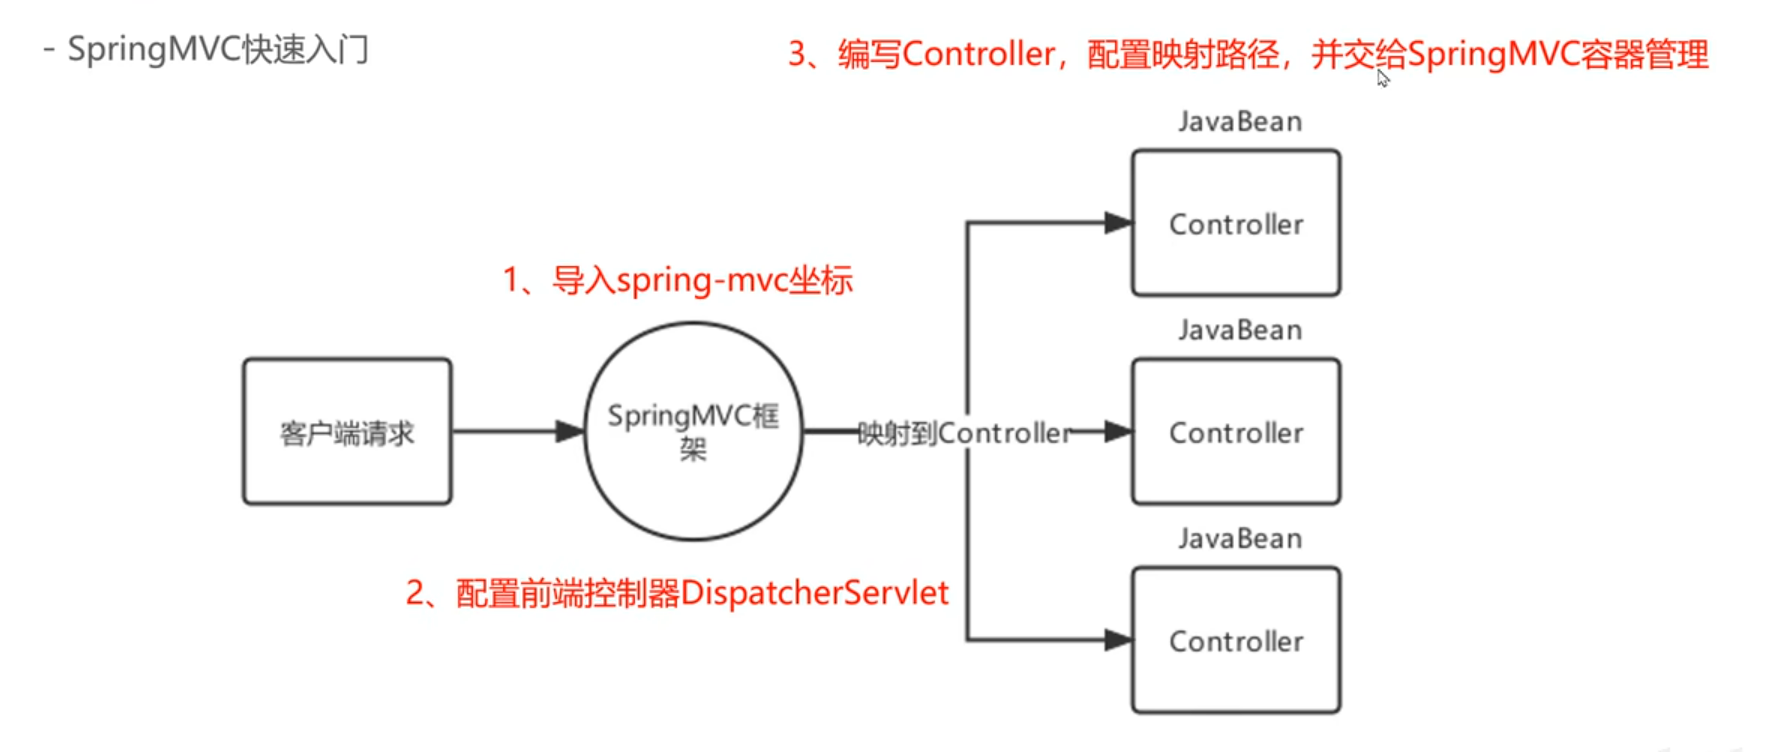 - SpringMVC快速入门
3、编写Controller，配置映射路径，并交给SpringMVC容器管理
JavaBean
Controller
1、导入spring-mvc坐标
JavaBean
客户端请求
SpringMVC框
架
映射到Controller
Controller
JavaBean
2、配置前端控制器DispatcherServlet
Controller